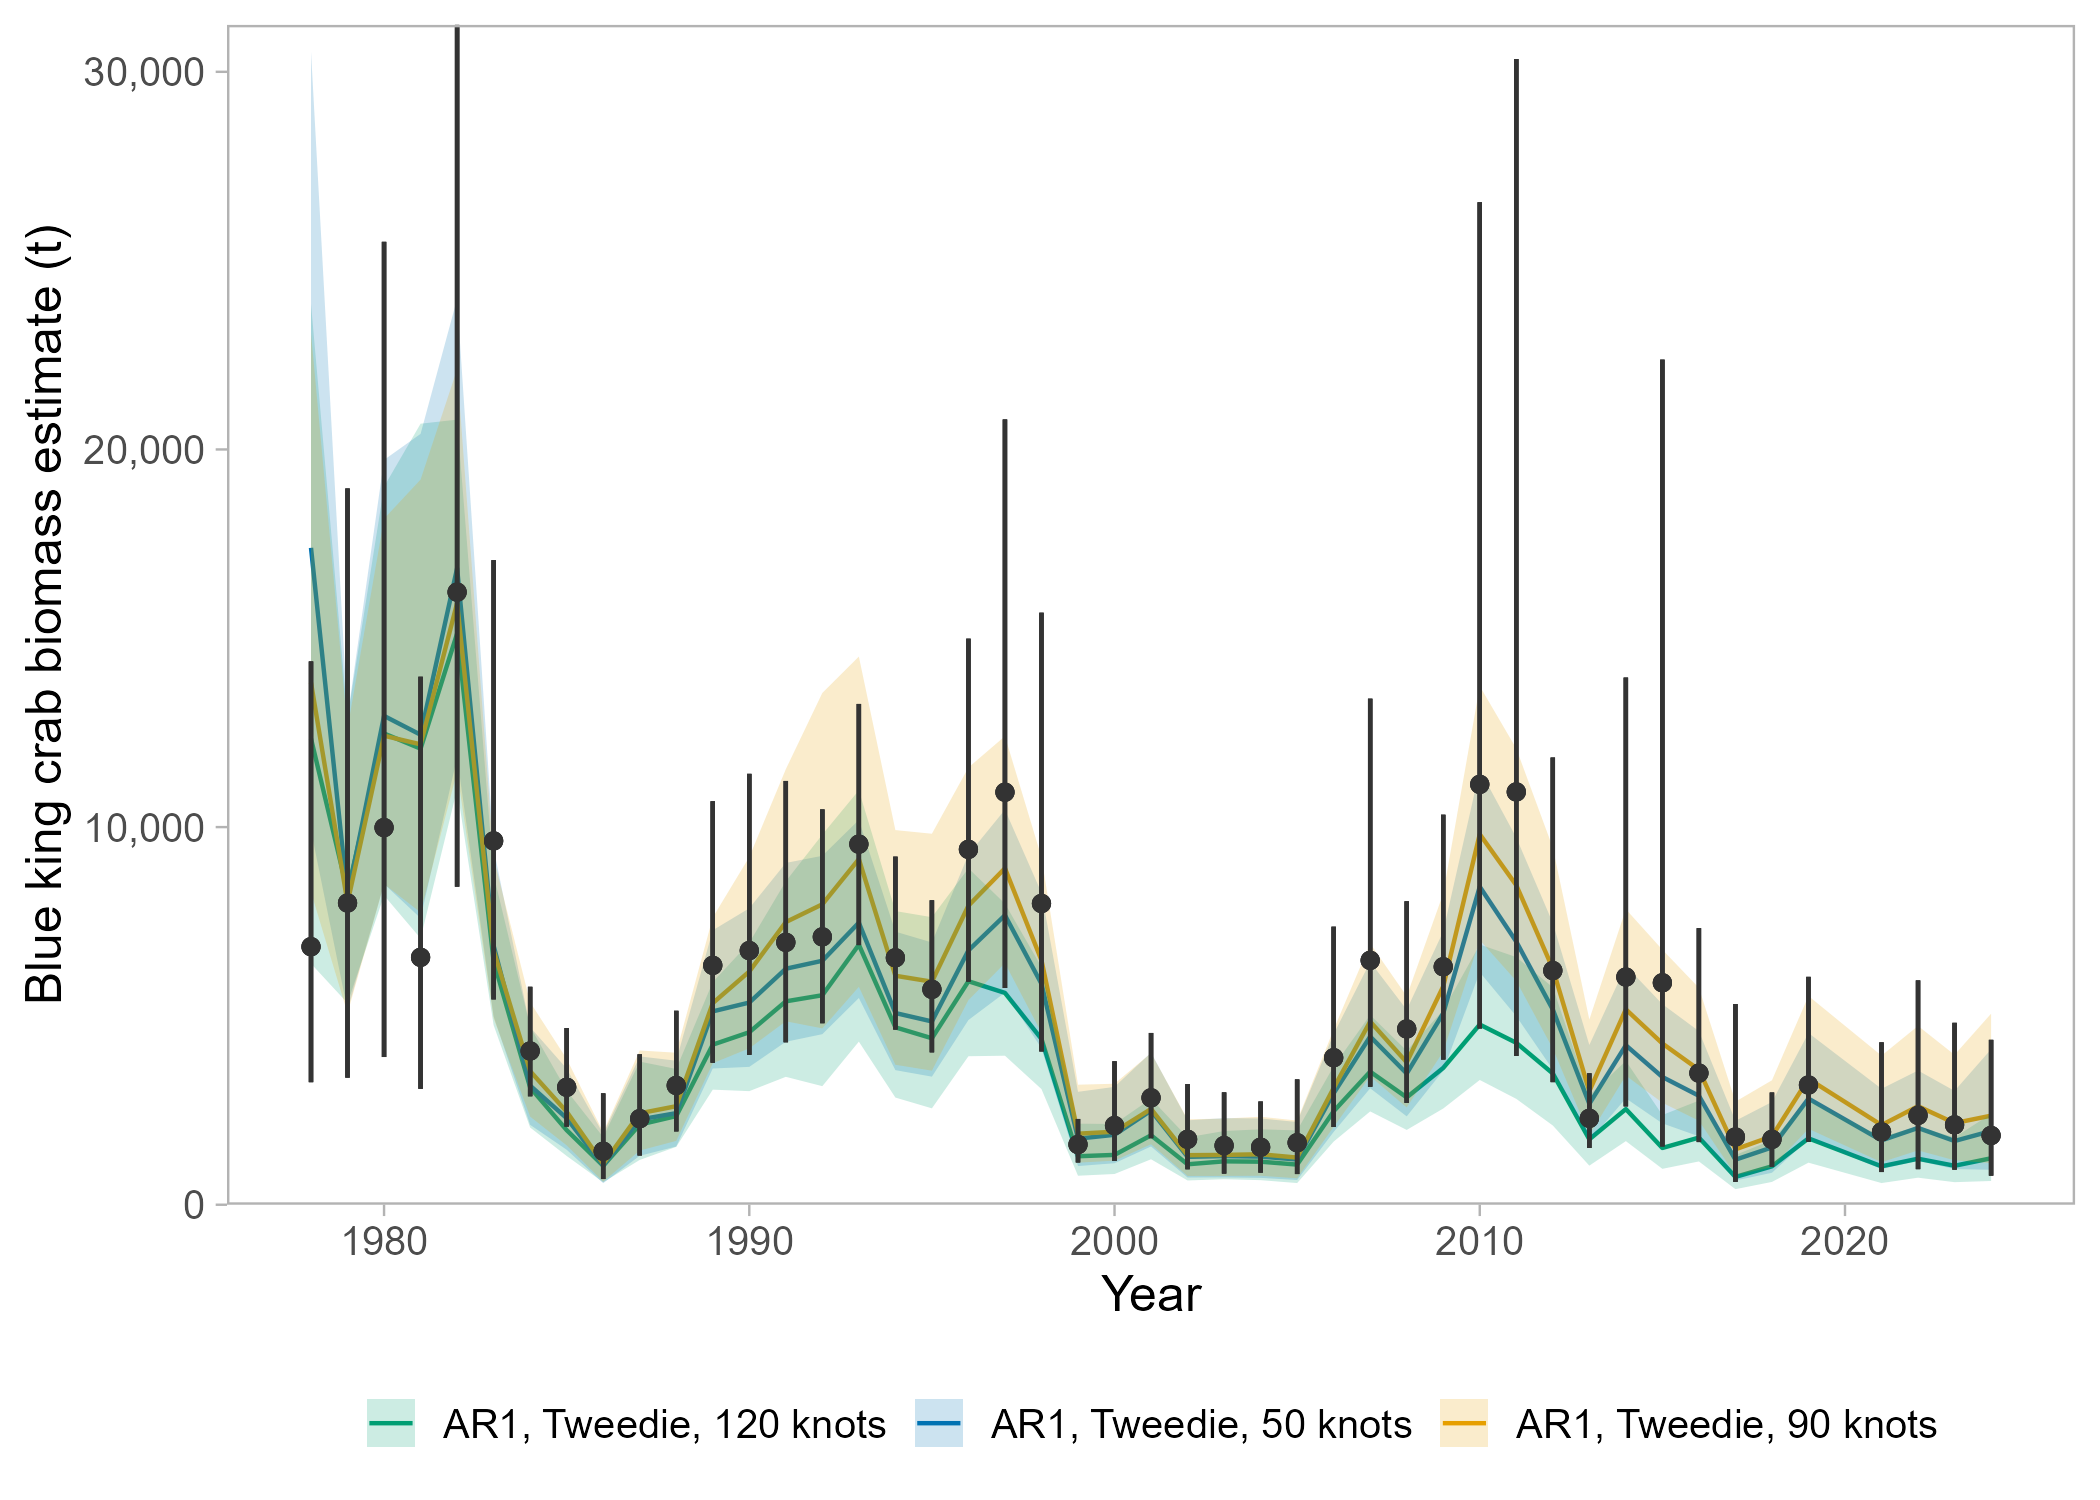 Blue king crab biomass estimate (t)
30,000
20,000
10,000
0
1980 1990 2000 2010 2020
Year
AR1, Tweedie, 120 knots AR1, Tweedie, 50 knots AR1, Tweedie, 90 knots